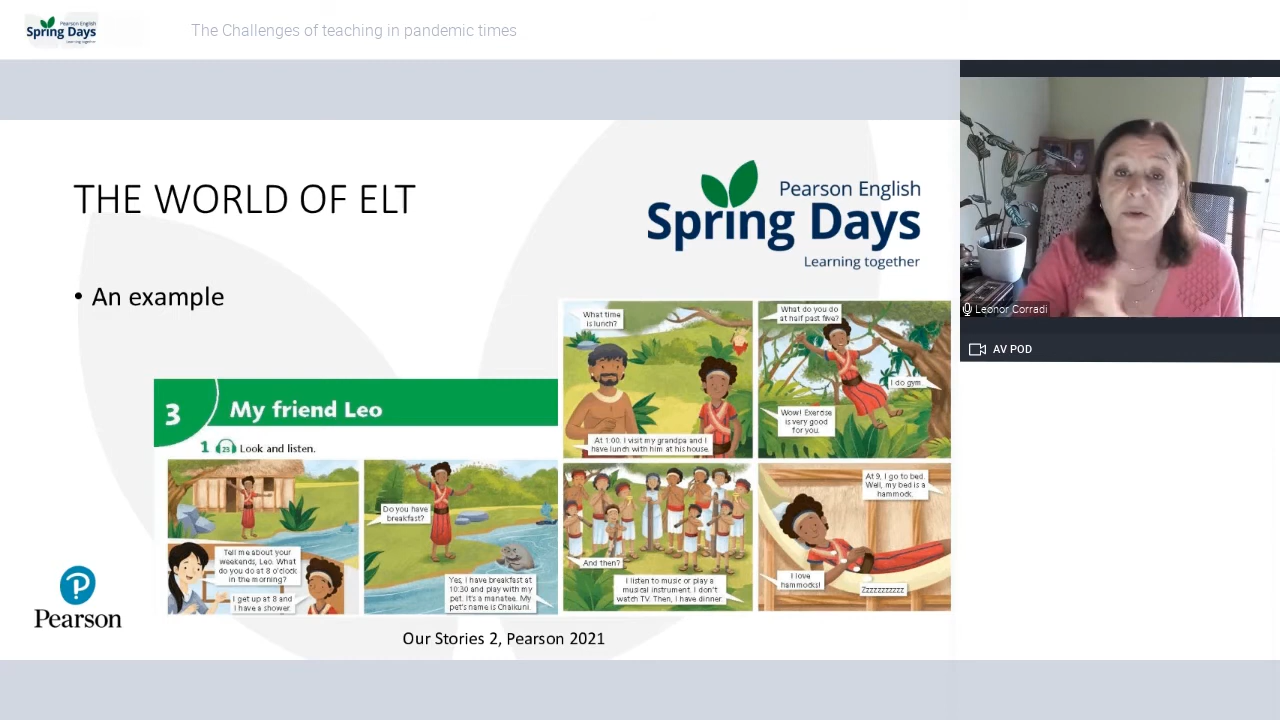 Pearson English
Spring Days
Learning together
The Challenges of teaching in pandemic times
THE WORLD OF ELT
Pearson English
Spring Days
Learning together
• An example
3
My friend Leo
1 23 Look and listen.
Tell me about your
weekends, Leo. What
do you do at 8 o'clock
in the morning?
I get up at 8 and
I have a shower.
Do you have
breakfast?
Yes, I have breakfast at
10:30 and play with my
pet. It's a manatee. My
pet's name is Chaikuni.
What time
is lunch?
At 1:00. I visit my grandpa and I
have lunch with him at his house.
What do you do
at half past five?
I do gym.
Wow! Exercise
is very good
for you.
And then?
I listen to music or play a
musical instrument. I don't
watch TV. Then, I have dinner.
At 9, I go to bed.
Well, my bed is a
hammock.
I love
hammocks!
Zzzzzzzzzzz
P
Pearson
Our Stories 2, Pearson 2021
Leonor Corradi
AV POD